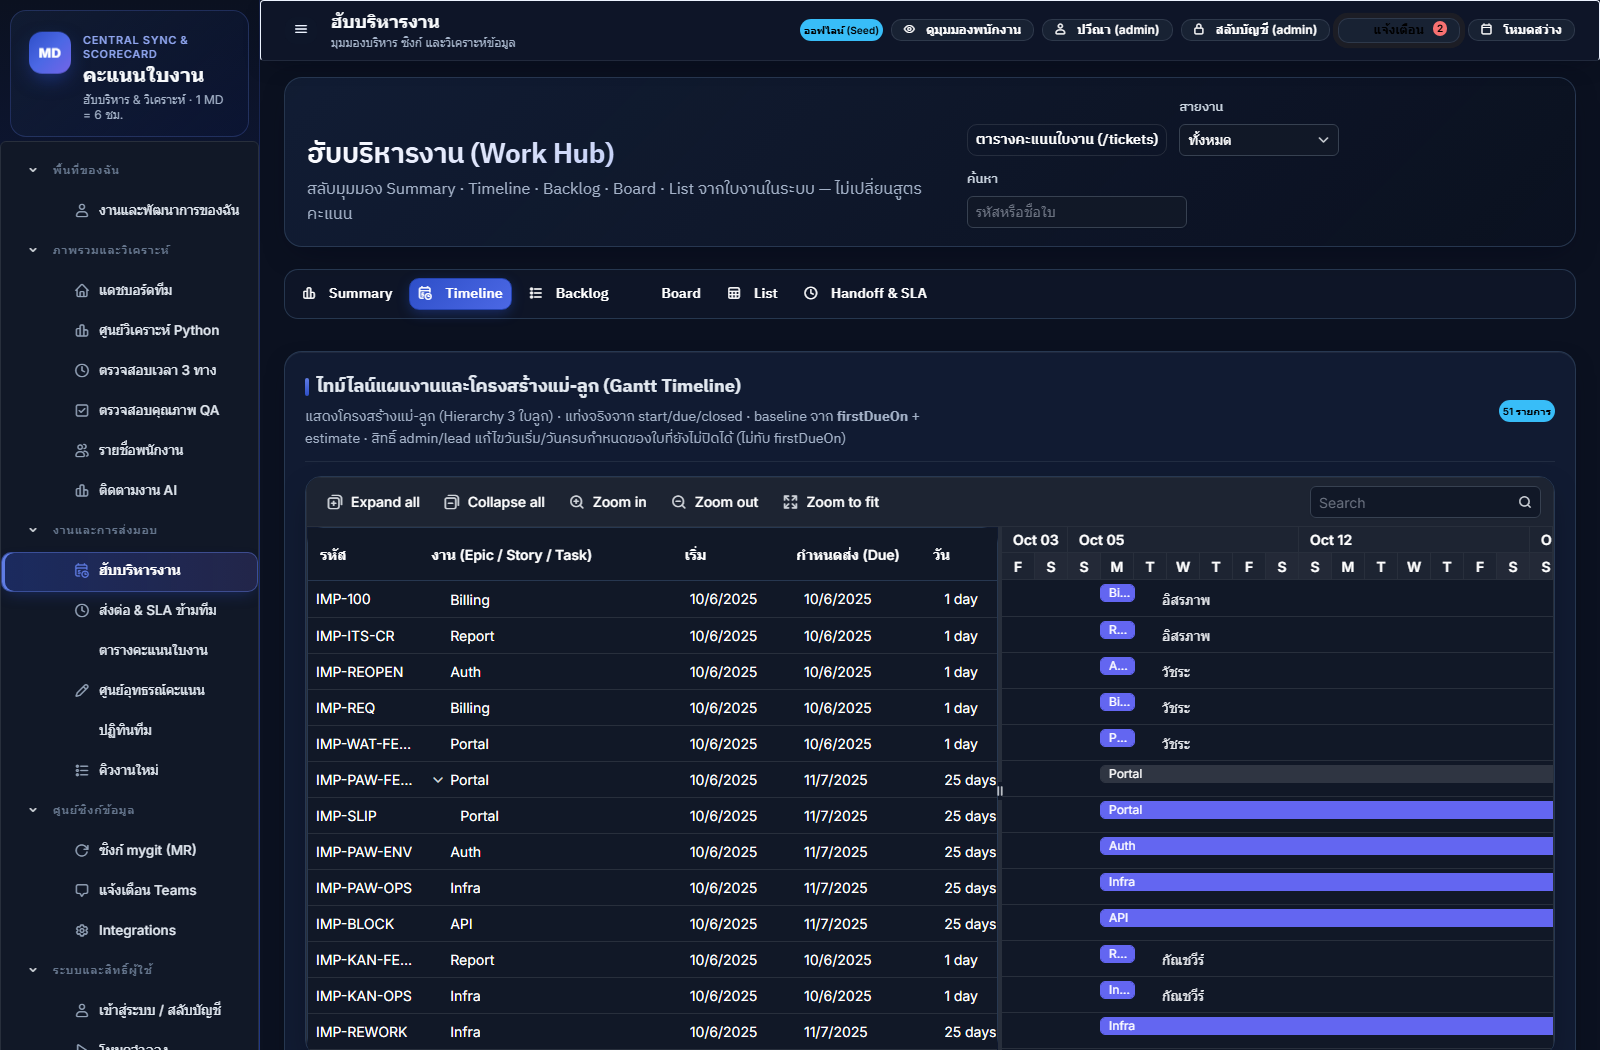 MD
CENTRAL SYNC &
SCORECARD
คะแนนใบงาน
ฮับบริหาร & วิเคราะห์ · 1 MD
= 6 ชม.
พื้นที่ของฉัน
งานและพัฒนาการของฉัน
ภาพรวมและวิเคราะห์
แดชบอร์ดทีม
ศูนย์วิเคราะห์ Python
ตรวจสอบเวลา 3 ทาง
ตรวจสอบคุณภาพ QA
รายชื่อพนักงาน
ติดตามงาน AI
งานและการส่งมอบ
ฮับบริหารงาน
ส่งต่อ & SLA ข้ามทีม
ตารางคะแนนใบงาน
ศูนย์อุทธรณ์คะแนน
ปฏิทินทีม
คิวงานใหม่
ศูนย์ซิงก์ข้อมูล
ซิงก์ mygit (MR)
แจ้งเตือน Teams
Integrations
ระบบและสิทธิ์ผู้ใช้
เข้าสู่ระบบ / สลับบัญชี
โหมดจำลอง
ฮับบริหารงาน
มุมมองบริหาร ซิงก์ และวิเคราะห์ข้อมูล
ออฟไลน์ (Seed)
ดูมุมมองพนักงาน
ปวีณา (admin)
สลับบัญชี (admin)
แจ้งเตือน 2
โหมดสว่าง
ฮับบริหารงาน (Work Hub)
สลับมุมมอง Summary · Timeline · Backlog · Board · List จากใบงานในระบบ — ไม่เปลี่ยนสูตร
คะแนน
ตารางคะแนนใบงาน (/tickets)
สายงาน
ทั้งหมด
ค้นหา
รหัสหรือชื่อใบ
Summary
Timeline
Backlog
Board
List
Handoff & SLA
ไทม์ไลน์แผนงานและโครงสร้างแม่-ลูก (Gantt Timeline)
แสดงโครงสร้างแม่-ลูก (Hierarchy 3 ใบลูก) · แท่งจริงจาก start/due/closed · baseline จาก firstDueOn +
estimate · สิทธิ์ admin/lead แก้ไขวันเริ่ม/วันครบกำหนดของใบที่ยังไม่ปิดได้ (ไม่ทับ firstDueOn)
51 รายการ
Expand all
Collapse all
Zoom in
Zoom out
Zoom to fit
Search
รหัส งาน (Epic / Story / Task) เริ่ม กำหนดส่ง (Due) วัน
Oct 03 Oct 05 Oct 12 O
F S S M T W T F S S M T W T F S S
IMP-100 Billing 10/6/2025 10/6/2025 1 day Bi... อิสรภาพ
IMP-ITS-CR Report 10/6/2025 10/6/2025 1 day R... อิสรภาพ
IMP-REOPEN Auth 10/6/2025 10/6/2025 1 day A... วัชระ
IMP-REQ Billing 10/6/2025 10/6/2025 1 day Bi... วัชระ
IMP-WAT-FE... Portal 10/6/2025 10/6/2025 1 day P... วัชระ
IMP-PAW-FE... Portal 10/6/2025 11/7/2025 25 days Portal
IMP-SLIP Portal 10/6/2025 11/7/2025 25 days Portal
IMP-PAW-ENV Auth 10/6/2025 11/7/2025 25 days Auth
IMP-PAW-OPS Infra 10/6/2025 11/7/2025 25 days Infra
IMP-BLOCK API 10/6/2025 11/7/2025 25 days API
IMP-KAN-FE... Report 10/6/2025 10/6/2025 1 day R... กัณชวีร์
IMP-KAN-OPS Infra 10/6/2025 10/6/2025 1 day In... กัณชวีร์
IMP-REWORK Infra 10/6/2025 11/7/2025 25 days Infra